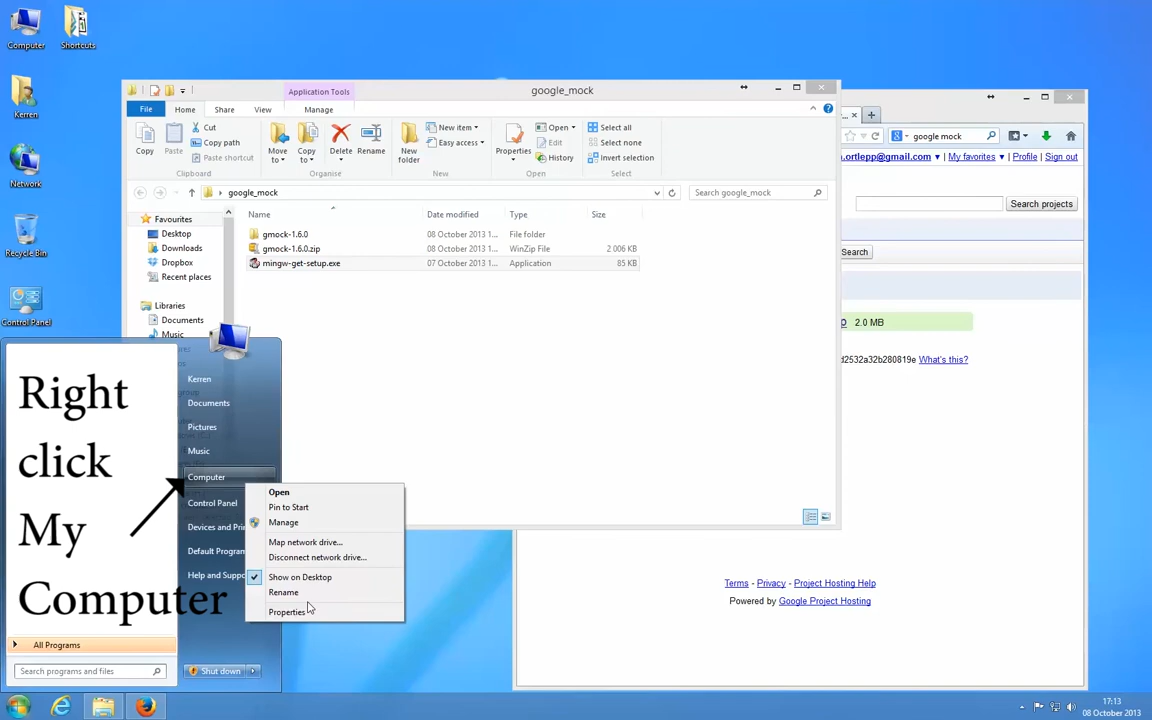 Computer
Shortcuts
Kerren
Network
Recycle Bin
Control Panel
Application Tools
google_mock
File
Home
Share
View
Manage
Copy
Paste
Cut
Copy path
Paste shortcut
Clipboard
Move to
Copy to
Delete
Rename
Organise
New folder
New item
Easy access
New
Properties
Open
Edit
History
Open
Select all
Select none
Invert selection
Select
google_mock
Search google_mock
Favourites
Desktop
Downloads
Dropbox
Recent places
Libraries
Documents
Music
Name
Date modified
Type
Size
gmock-1.6.0
08 October 2013 1...
File folder
gmock-1.6.0.zip
08 October 2013 1...
WinZip File
2 006 KB
mingw-get-setup.exe
07 October 2013 1...
Application
85 KB
google mock
.ortlepp@gmail.com
My favorites
Profile
Sign out
Search projects
Search
2.0 MB
d2532a32b280819e What's this?
Terms - Privacy - Project Hosting Help
Powered by Google Project Hosting
Right
click
My
Computer
All Programs
Search programs and files
Kerren
Documents
Pictures
Music
Computer
Control Panel
Devices and Prin
Default Program
Help and Suppo
Shut down
Open
Pin to Start
Manage
Map network drive...
Disconnect network drive...
Show on Desktop
Rename
Properties
17:13
08 October 2013